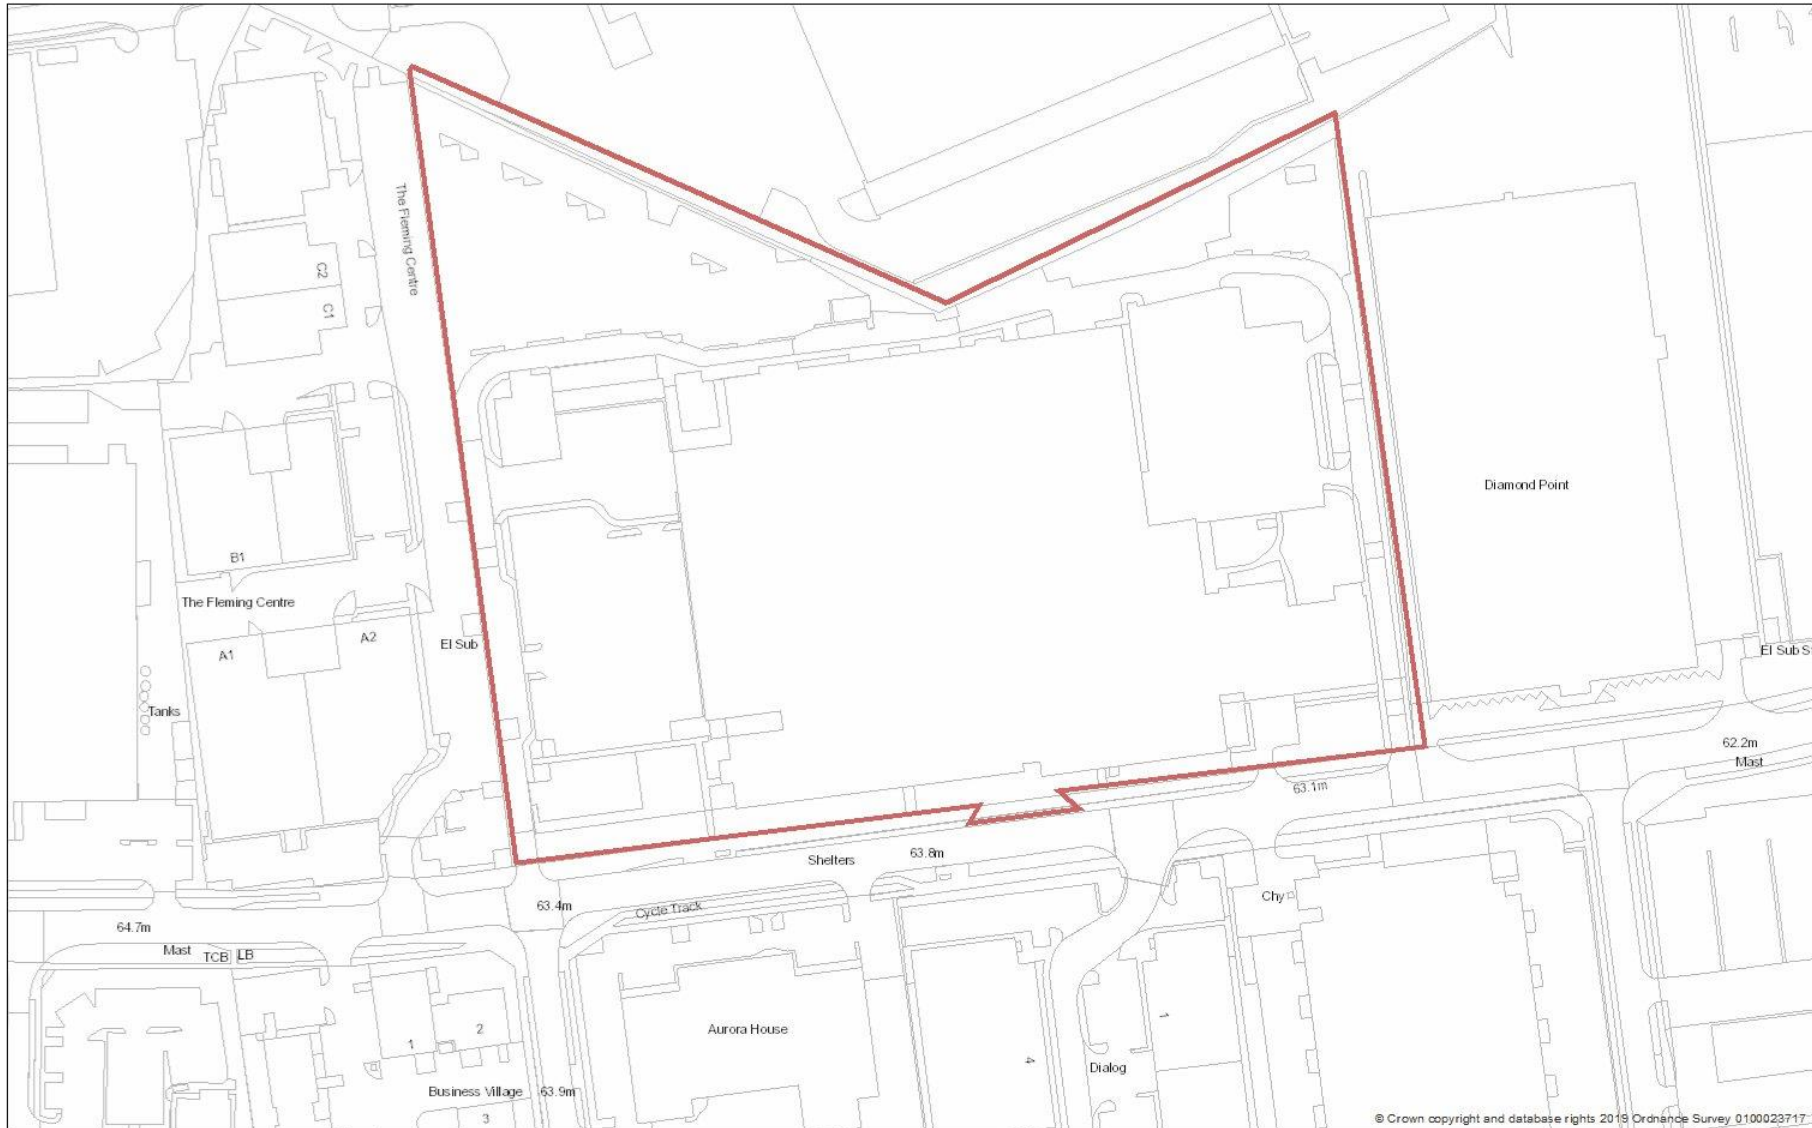 The Fleming Centre
C2
C1
Diamond Point
B1
The Fleming Centre
A2
A1
El Sub
El Sub S
Tanks
62.2m
Mast
63.1m
Shelters
63.8m
Chy
63.4m
Cycle Track
64.7m
Mast
TCB
LB
2
1
Aurora House
4
1
Dialog
Business Village
63.9m
3
© Crown copyright and database rights 2019 Ordnance Survey 0100023717